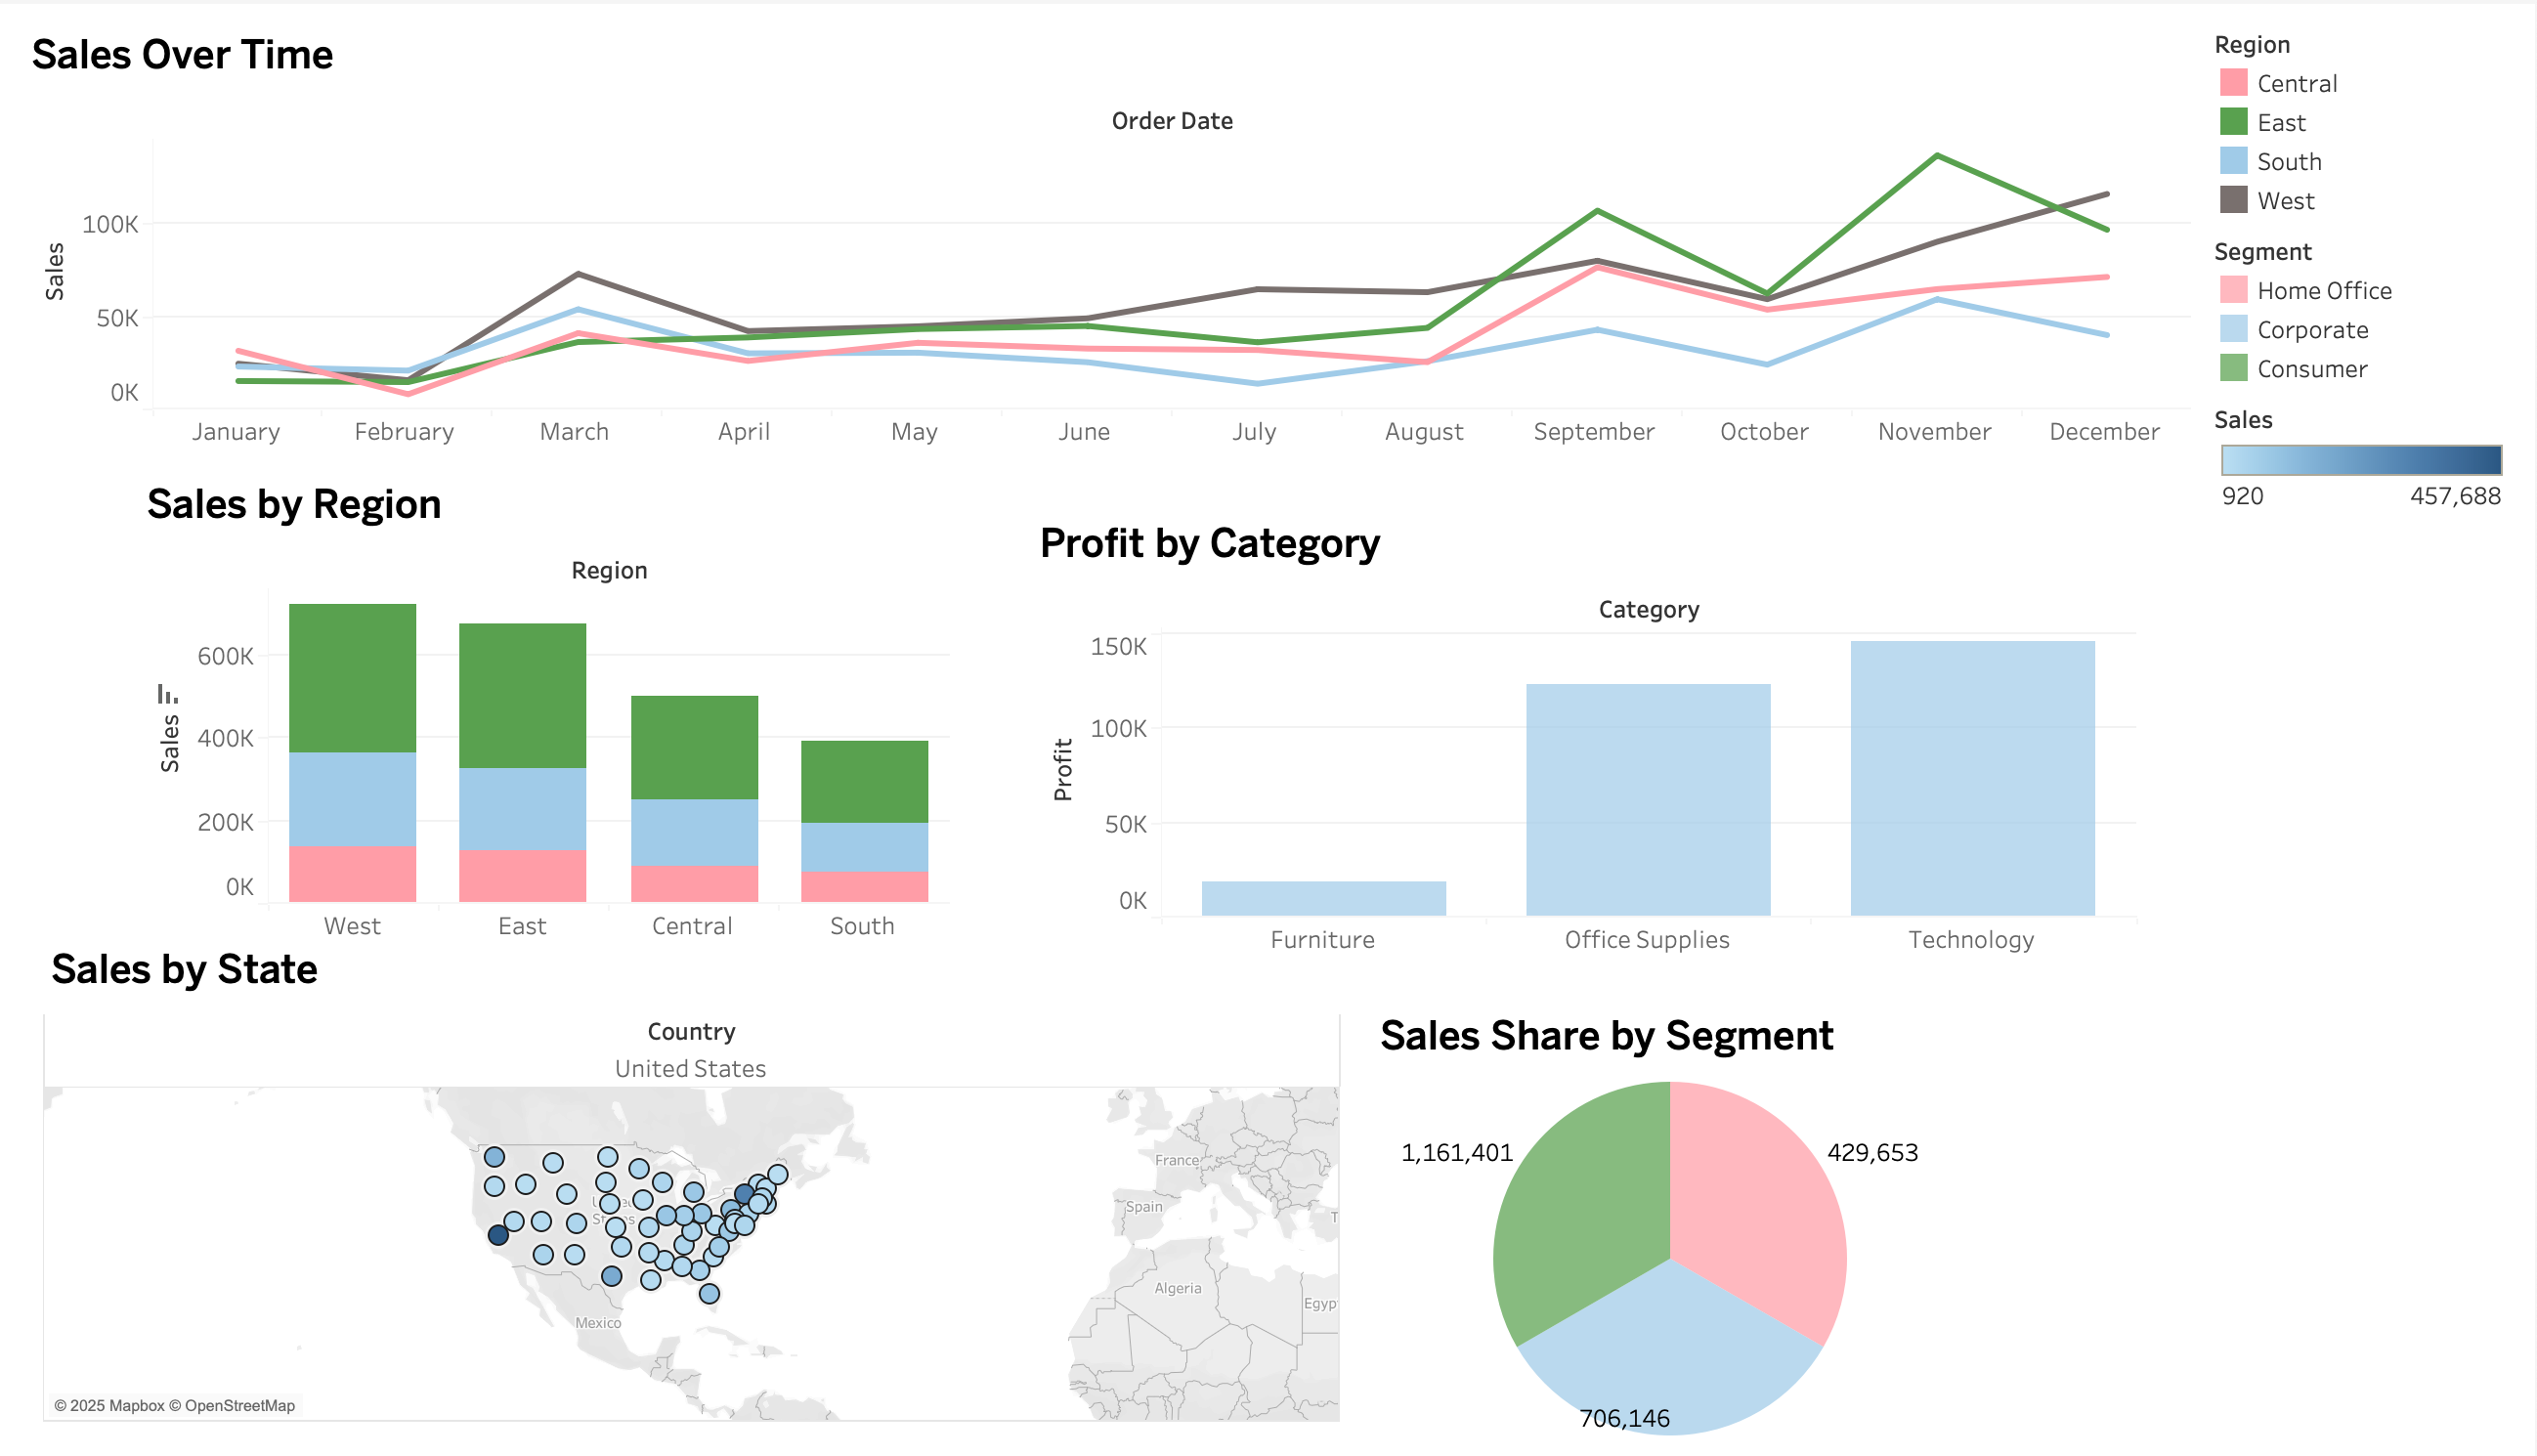 Sales Over Time
Order Date
Sales
100K
50K
0K
January February March April May June July August September October November December
Region
Central
East
South
West
Segment
Home Office
Corporate
Consumer
Sales
920 457,688
Sales by Region
Region
Sales
600K
400K
200K
0K
West East Central South
Profit by Category
Category
Profit
150K
100K
50K
0K
Furniture Office Supplies Technology
Sales by State
Country
United States
France
Spain
Algeria
Egyp
Mexico
© 2025 Mapbox © OpenStreetMap
Sales Share by Segment
1,161,401
429,653
706,146